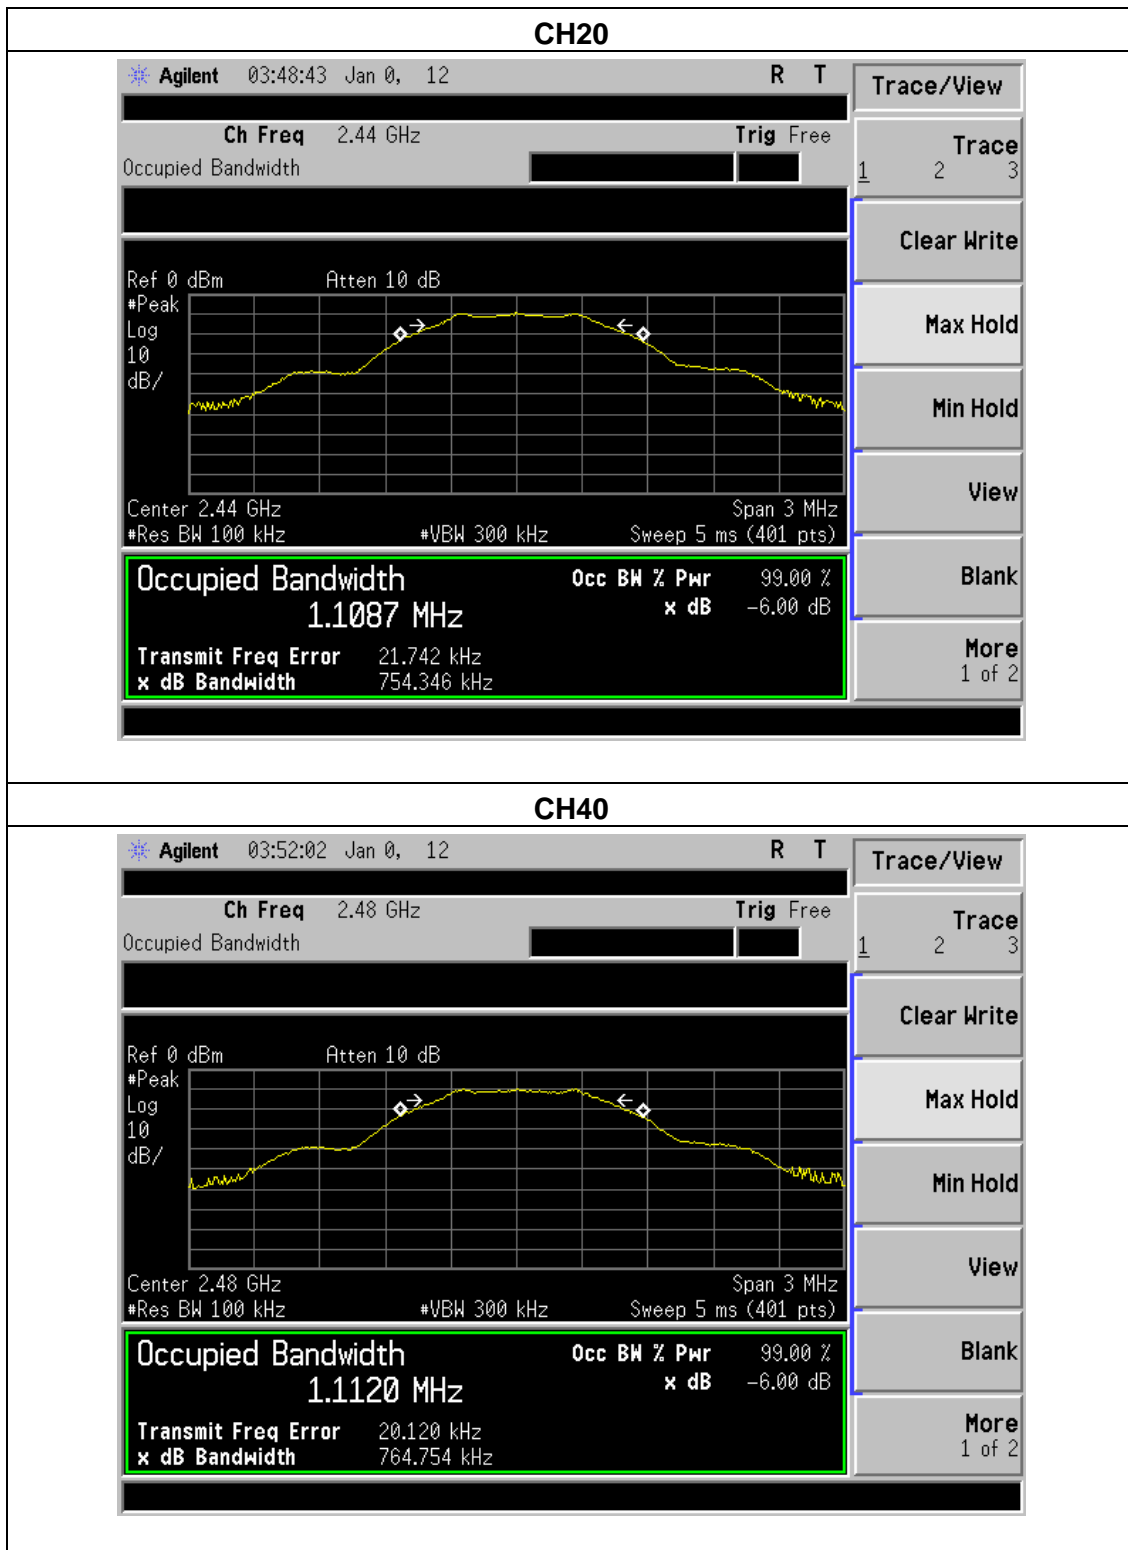 CH20
Agilent 03:48:43 Jan 0, 12 R T
Trace/View
Ch Freq 2.44 GHz Trig Free
Occupied Bandwidth
Trace
1 2 3
Clear Write
Ref 0 dBm Atten 10 dB
#Peak
Log
10
dB/
Max Hold
Min Hold
View
Center 2.44 GHz Span 3 MHz
#Res BW 100 kHz #VBW 300 kHz Sweep 5 ms (401 pts)
Occupied Bandwidth Occ BW % Pwr 99.00 %
1.1087 MHz x dB -6.00 dB
Blank
Transmit Freq Error 21.742 kHz
x dB Bandwidth 754.346 kHz
More
1 of 2
CH40
Agilent 03:52:02 Jan 0, 12 R T
Trace/View
Ch Freq 2.48 GHz Trig Free
Occupied Bandwidth
Trace
1 2 3
Clear Write
Ref 0 dBm Atten 10 dB
#Peak
Log
10
dB/
Max Hold
Min Hold
View
Center 2.48 GHz Span 3 MHz
#Res BW 100 kHz #VBW 300 kHz Sweep 5 ms (401 pts)
Occupied Bandwidth Occ BW % Pwr 99.00 %
1.1120 MHz x dB -6.00 dB
Blank
Transmit Freq Error 20.120 kHz
x dB Bandwidth 764.754 kHz
More
1 of 2